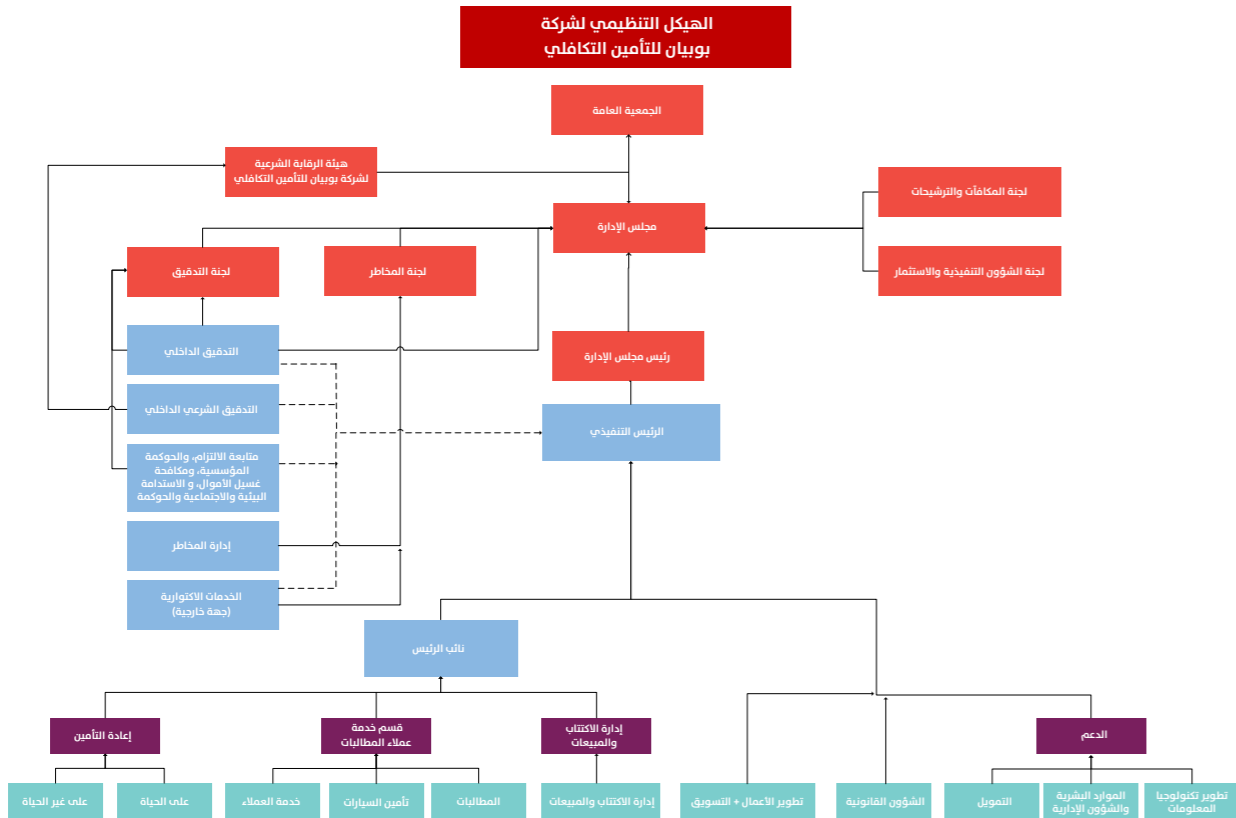 الهيكل التنظيمي لشركة
بوبيان للتأمين التكافلي
الجمعية العامة
هيئة الرقابة الشرعية
لشركة بوبيان للتأمين التكافلي
لجنة المكافآت والترشيحات
مجلس الإدارة
لجنة الشؤون التنفيذية والاستثمار
لجنة المخاطر
لجنة التدقيق
رئيس مجلس الإدارة
التدقيق الداخلي
الرئيس التنفيذي
التدقيق الشرعي الداخلي
متابعة الالتزام، والحوكمة
المؤسسية، ومكافحة
غسيل الأموال، و الاستدامة
البيئية والاجتماعية والحوكمة
إدارة المخاطر
الخدمات الاكتوارية
(جهة خارجية)
نائب الرئيس
الدعم
إدارة الاكتتاب
والمبيعات
قسم خدمة
عملاء المطالبات
إعادة التأمين
تطوير تكنولوجيا
المعلومات
الموارد البشرية
والشؤون الإدارية
التمويل
الشؤون القانونية
تطوير الأعمال + التسويق
إدارة الاكتتاب والمبيعات
المطالبات
تأمين السيارات
خدمة العملاء
على الحياة
على غير الحياة